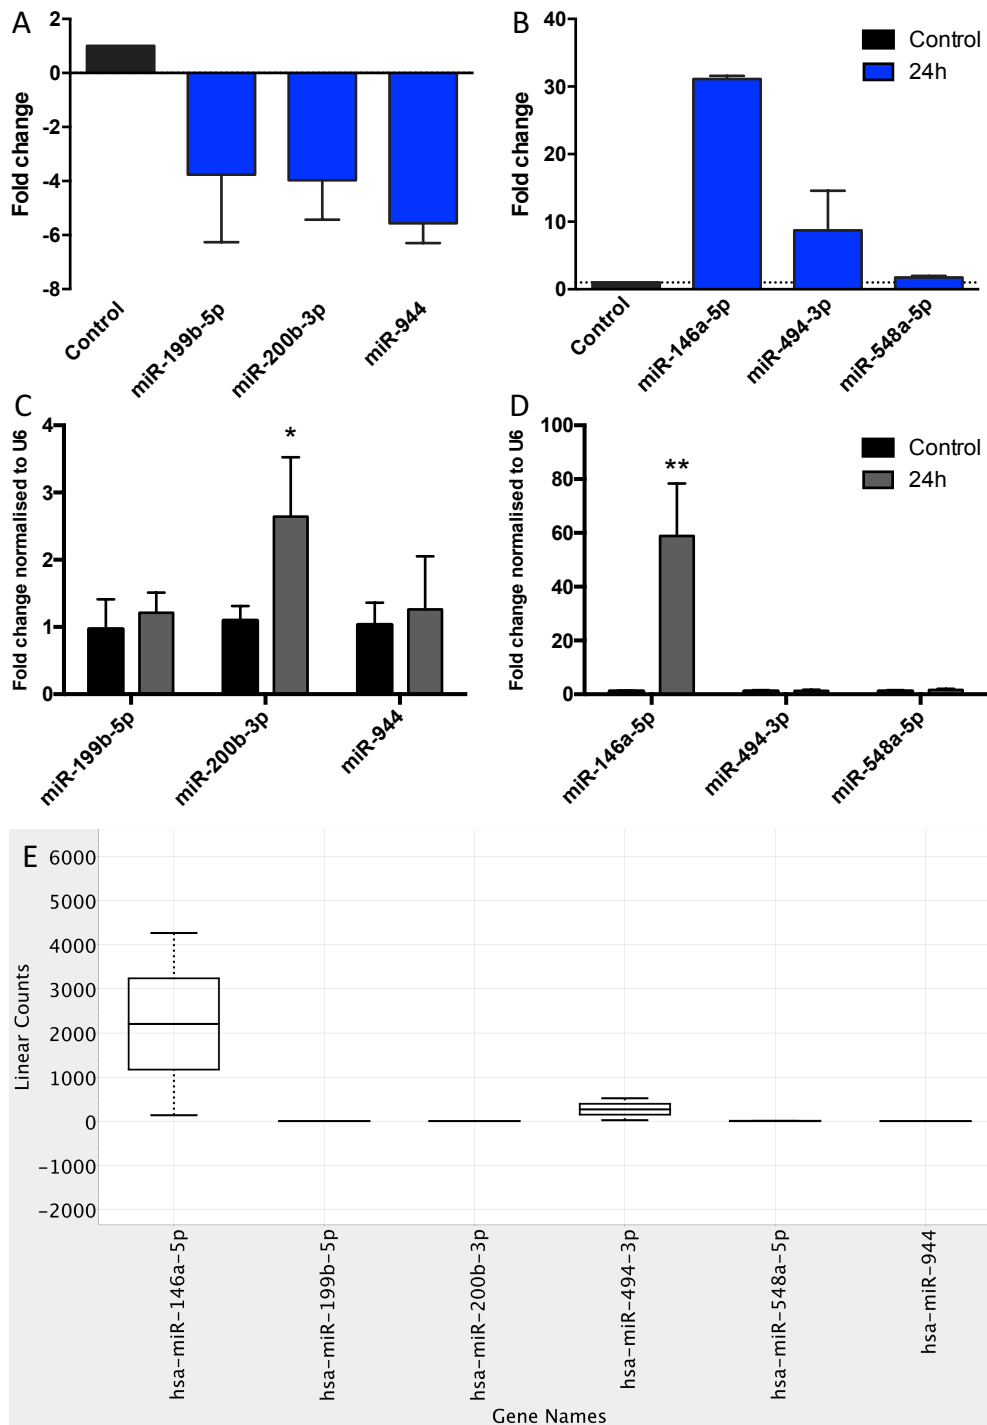 A
Fold change
2
0
-2
-4
-6
-8
Control
miR-199b-5p
miR-200b-3p
miR-944
B
Fold change
40
30
20
10
0
Control
miR-146a-5p
miR-494-3p
miR-548a-5p
Control
24h
C
Fold change normalised to U6
4
3
2
1
0
*
miR-199b-5p
miR-200b-3p
miR-944
D
Fold change normalised to U6
100
80
60
40
20
0
**
miR-146a-5p
miR-494-3p
miR-548a-5p
Control
24h
E
Linear Counts
6000
5000
4000
3000
2000
1000
0
−1000
−2000
hsa−miR−146a−5p
hsa−miR−199b−5p
hsa−miR−200b−3p
hsa−miR−494−3p
hsa−miR−548a−5p
hsa−miR−944
Gene Names